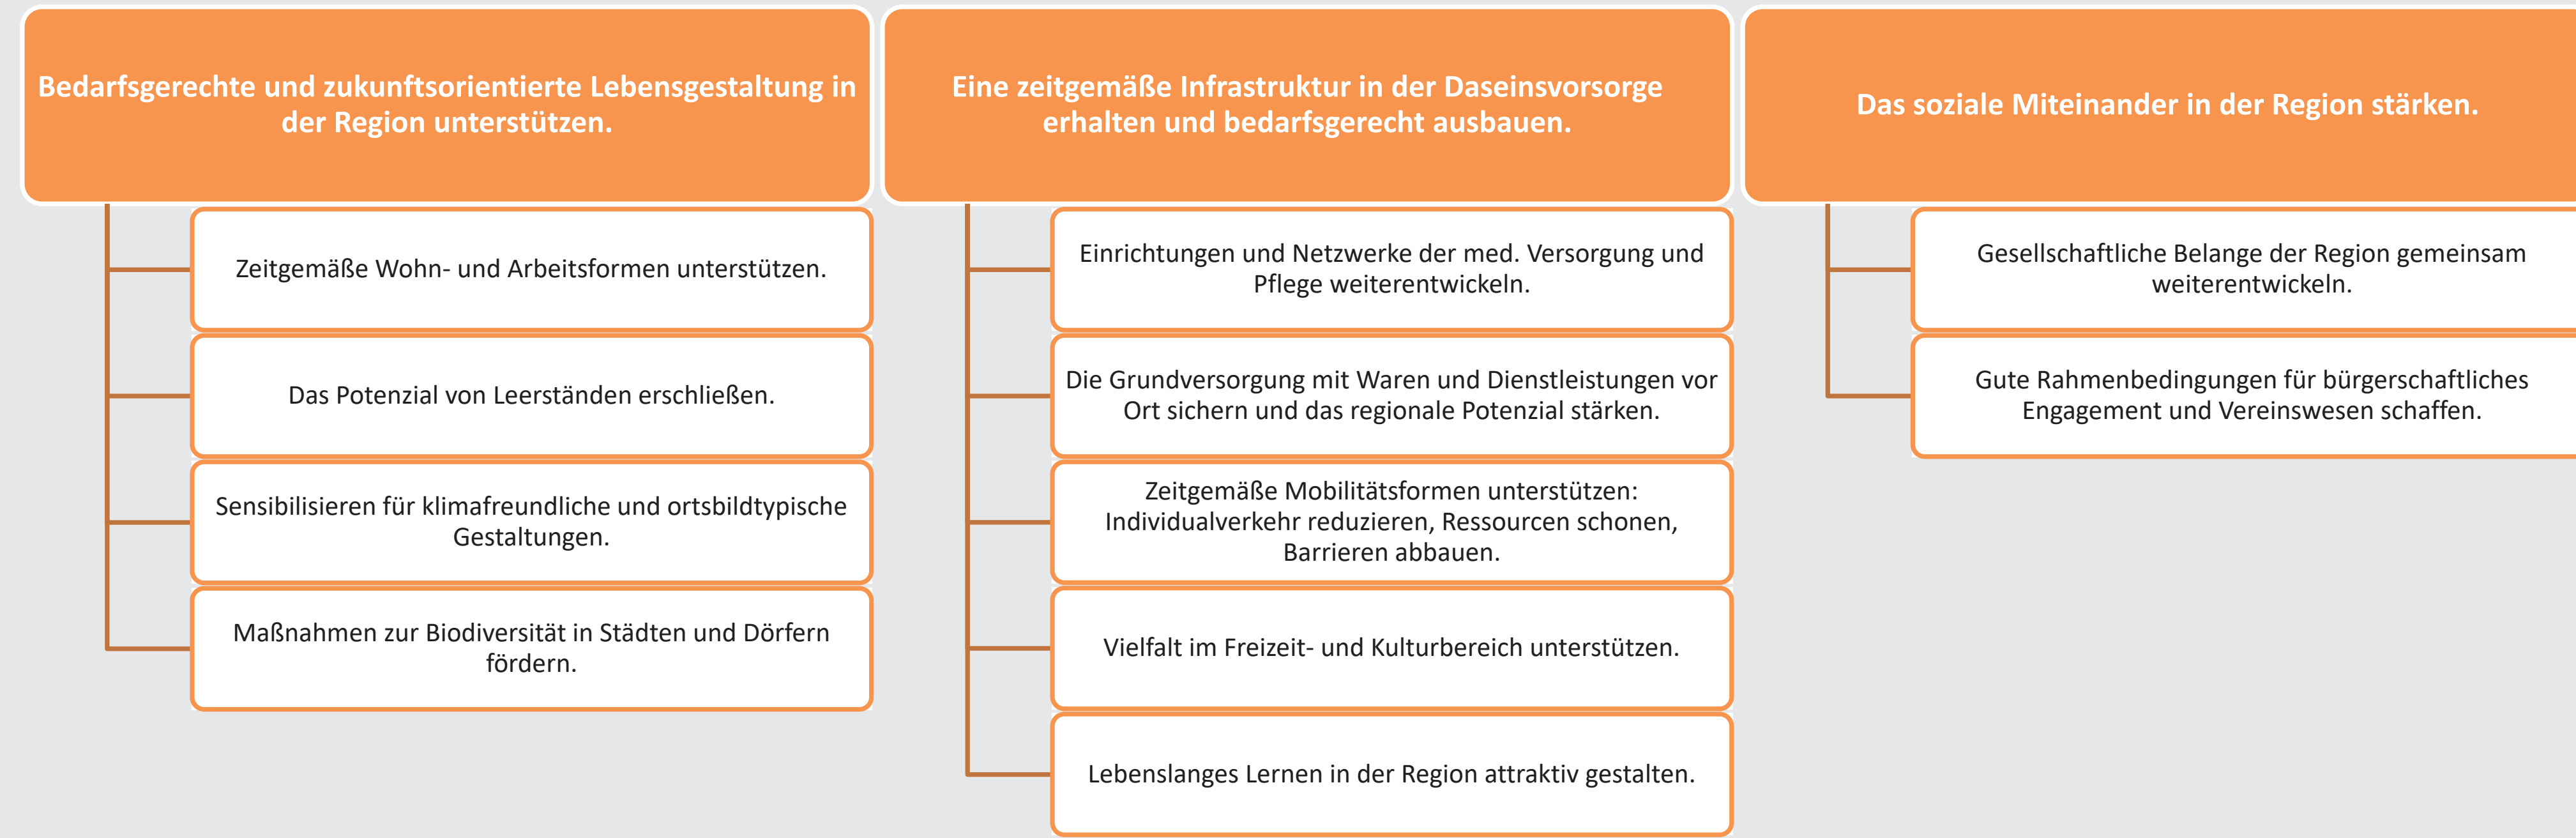 Bedarfsgerechte und zukunftsorientierte Lebensgestaltung in
der Region unterstützen.
Zeitgemäße Wohn- und Arbeitsformen unterstützen.
Das Potenzial von Leerständen erschließen.
Sensibilisieren für klimafreundliche und ortsbildtypische
Gestaltungen.
Maßnahmen zur Biodiversität in Städten und Dörfern
fördern.
Eine zeitgemäße Infrastruktur in der Daseinsvorsorge
erhalten und bedarfsgerecht ausbauen.
Einrichtungen und Netzwerke der med. Versorgung und
Pflege weiterentwickeln.
Die Grundversorgung mit Waren und Dienstleistungen vor
Ort sichern und das regionale Potenzial stärken.
Zeitgemäße Mobilitätsformen unterstützen:
Individualverkehr reduzieren, Ressourcen schonen,
Barrieren abbauen.
Vielfalt im Freizeit- und Kulturbereich unterstützen.
Lebenslanges Lernen in der Region attraktiv gestalten.
Das soziale Miteinander in der Region stärken.
Gesellschaftliche Belange der Region gemeinsam
weiterentwickeln.
Gute Rahmenbedingungen für bürgerschaftliches
Engagement und Vereinswesen schaffen.